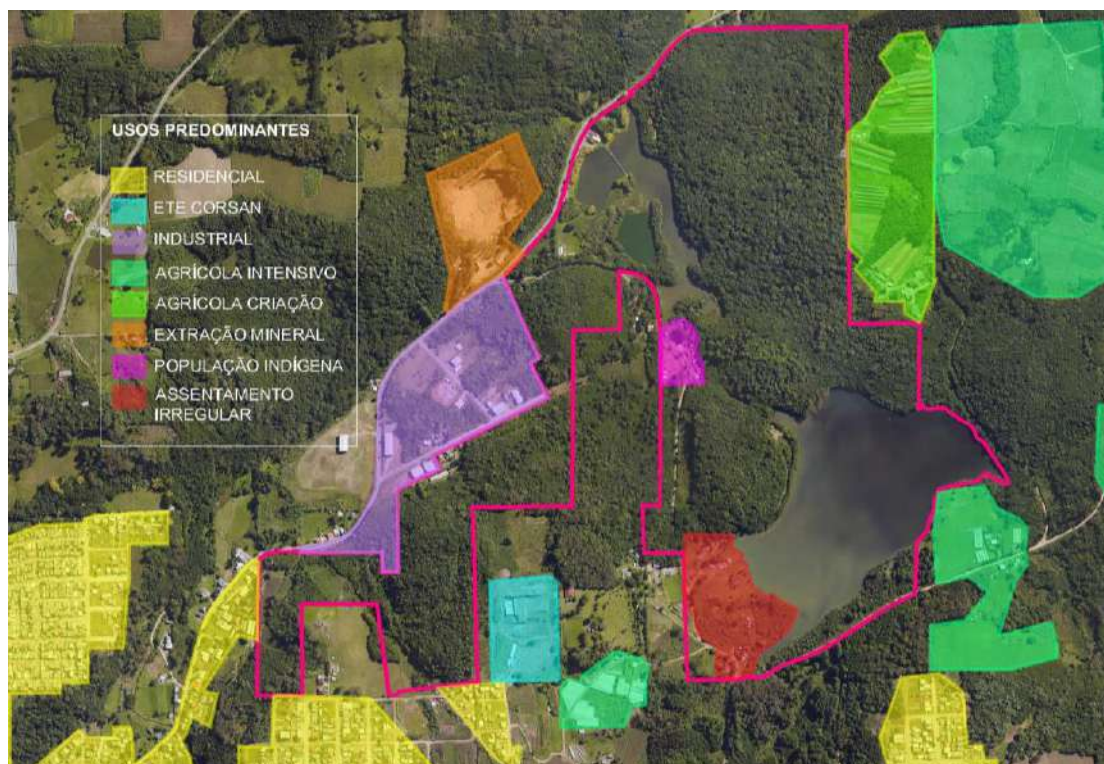 USOS PREDOMINANTES
RESIDENCIAL
ETE CORSAN
INDUSTRIAL
AGRÍCOLA INTENSIVO
AGRÍCOLA CRIAÇÃO
EXTRAÇÃO MINERAL
POPULAÇÃO INDÍGENA
ASSENTAMENTO
IRREGULAR